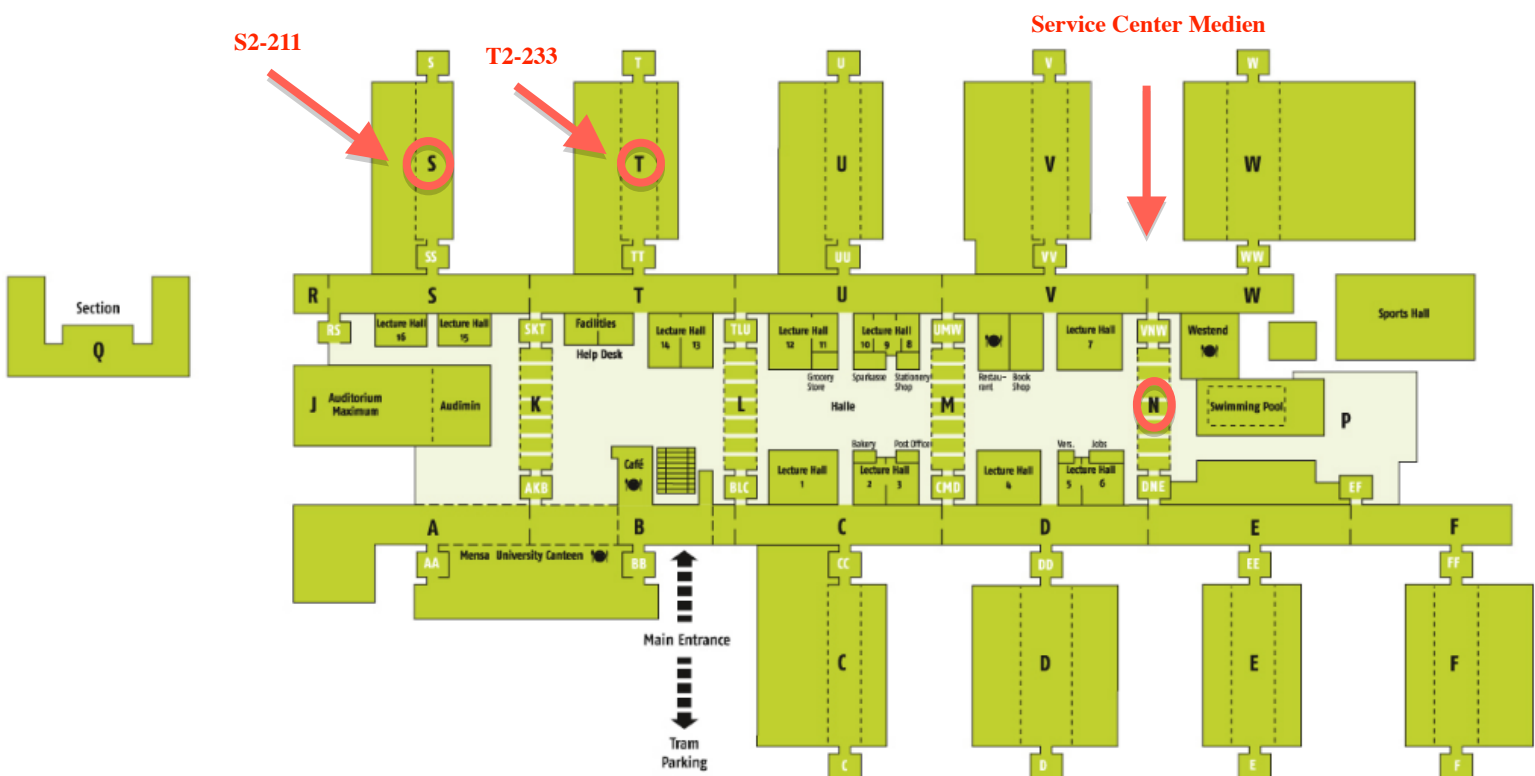 Service Center Medien
S2-211
T2-233
S
T
U
V
W
S
T
U
V
W
SS
TT
UU
VV
WW
R
S
T
U
V
W
Section
Q
RS
Lecture Hall
16
Lecture Hall
15
SKT
Facilities
Help Desk
Lecture Hall
14 13
TLU
Lecture Hall
12 11
Grocery
Store
Lecture Hall
10 9 8
Sparkasse
Stationery
Shop
UMW
Restau-
rant
Book
Shop
Lecture Hall
7
VNW
Westend
Sports Hall
J
Auditorium
Maximum
Audimin
K
L
Halle
M
N
Swimming Pool
P
Café
Bakery
Post Office
Vers.
Jobs
AKB
BLC
Lecture Hall
1
Lecture Hall
2 3
CMD
Lecture Hall
4
Lecture Hall
5 6
DNE
EF
A
B
C
D
E
F
Mensa University Canteen
AA
BB
CC
DD
EE
FF
Main Entrance
C
D
E
F
Tram
Parking
C
D
E
F